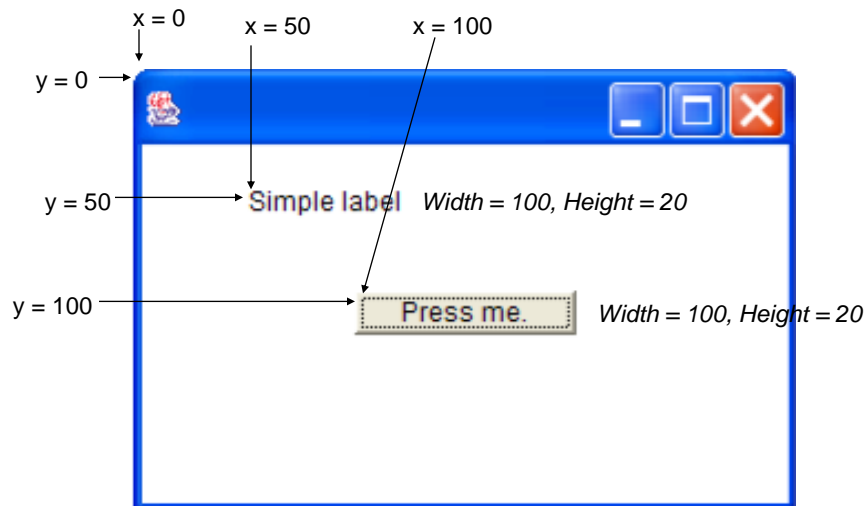 x = 0
x = 50
x = 100
y = 0
y = 50
Simple label
Width = 100, Height = 20
y = 100
Press me.
Width = 100, Height = 20